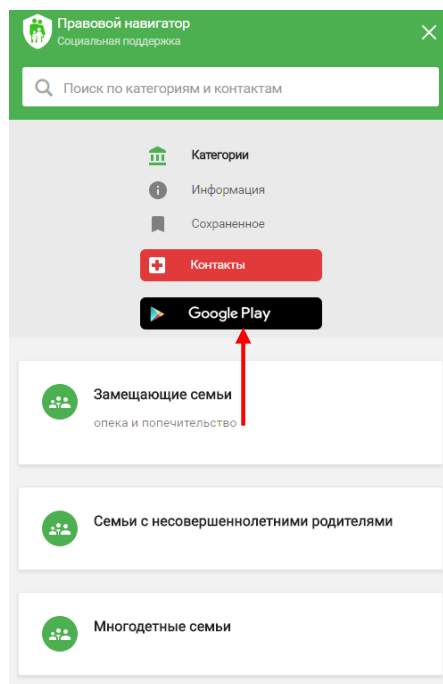 Правовой навигатор
Социальная поддержка
Поиск по категориям и контактам
Категории
Информация
Сохраненное
Контакты
Google Play
Замещающие семьи
опека и попечительство
Семьи с несовершеннолетними родителями
Многодетные семьи